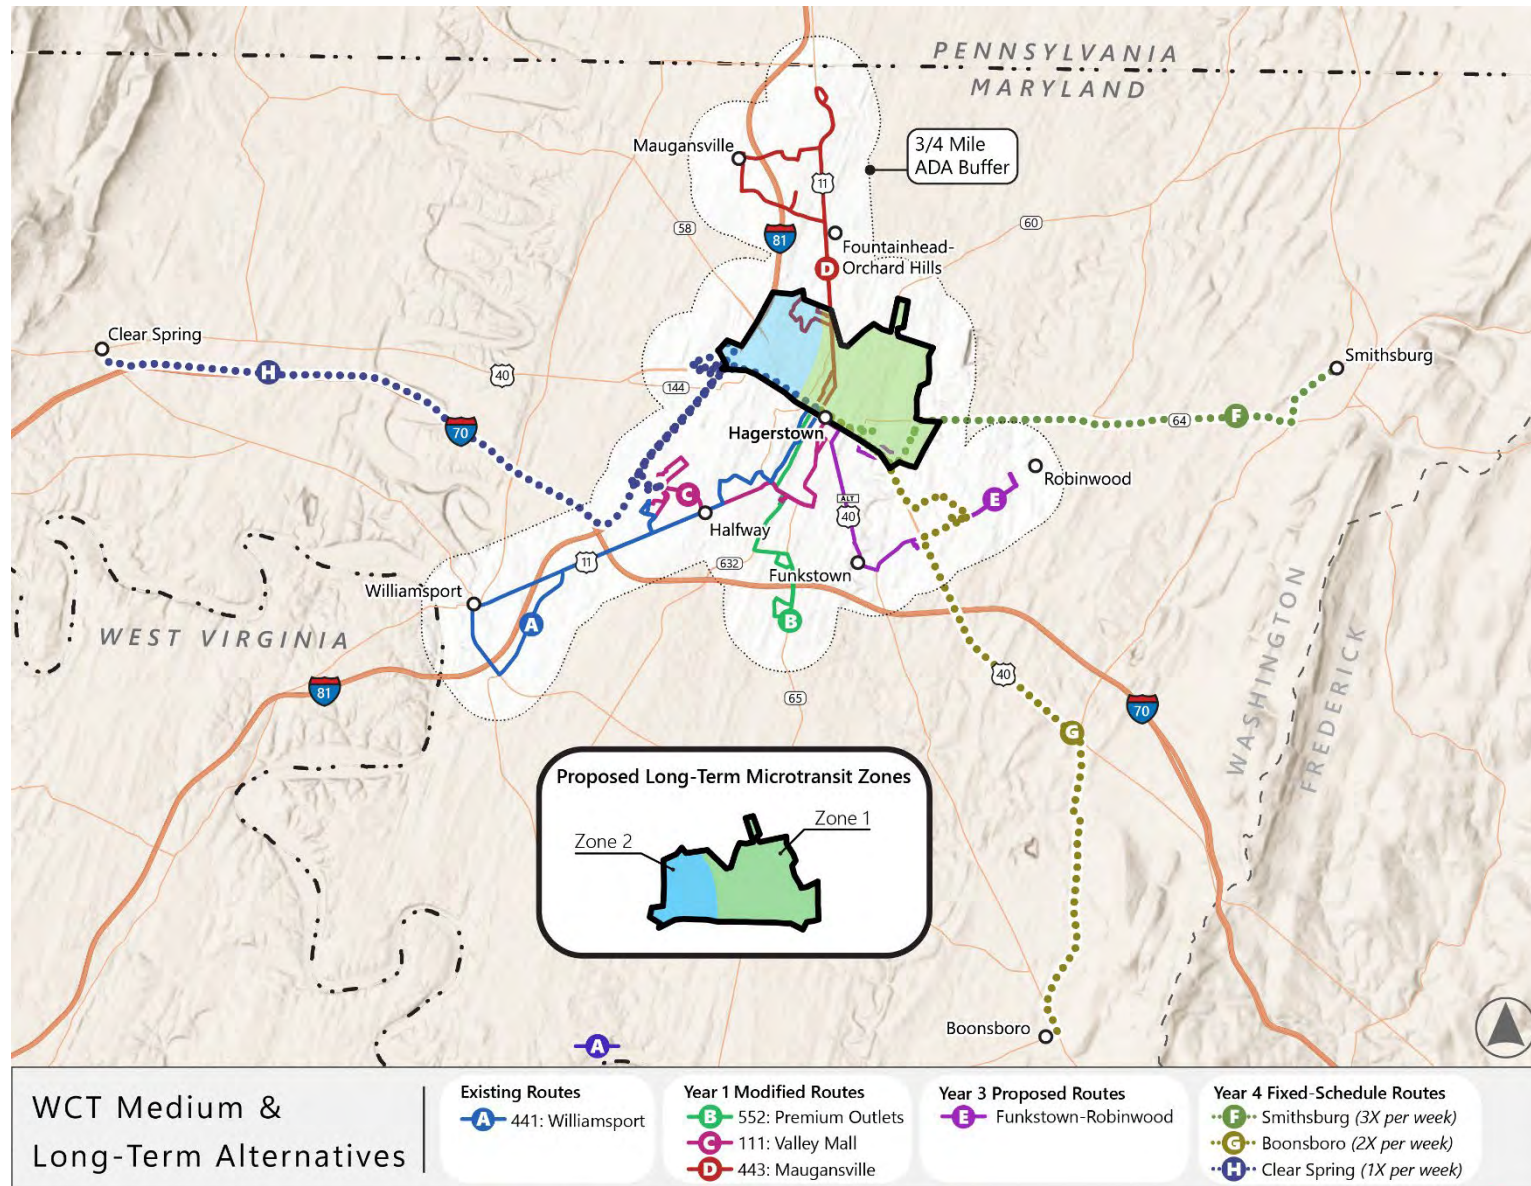 PENNSYLVANIA
MARYLAND
Maugansville
3/4 Mile
ADA Buffer
11
58
60
81
Fountainhead-
Orchard Hills
D
Clear Spring
Smithsburg
H
40
144
70
F
64
Hagerstown
Robinwood
C
E
ALT
40
Halfway
11
632
Funkstown
Williamsport
A
B
WEST VIRGINIA
WASHINGTON
FREDERICK
81
40
65
70
G
Proposed Long-Term Microtransit Zones
Zone 1
Zone 2
Boonsboro
A
WCT Medium &
Long-Term Alternatives
Existing Routes
A 441: Williamsport
Year 1 Modified Routes
B 552: Premium Outlets
C 111: Valley Mall
D 443: Maugansville
Year 3 Proposed Routes
E Funkstown-Robinwood
Year 4 Fixed-Schedule Routes
F Smithsburg (3X per week)
G Boonsboro (2X per week)
H Clear Spring (1X per week)